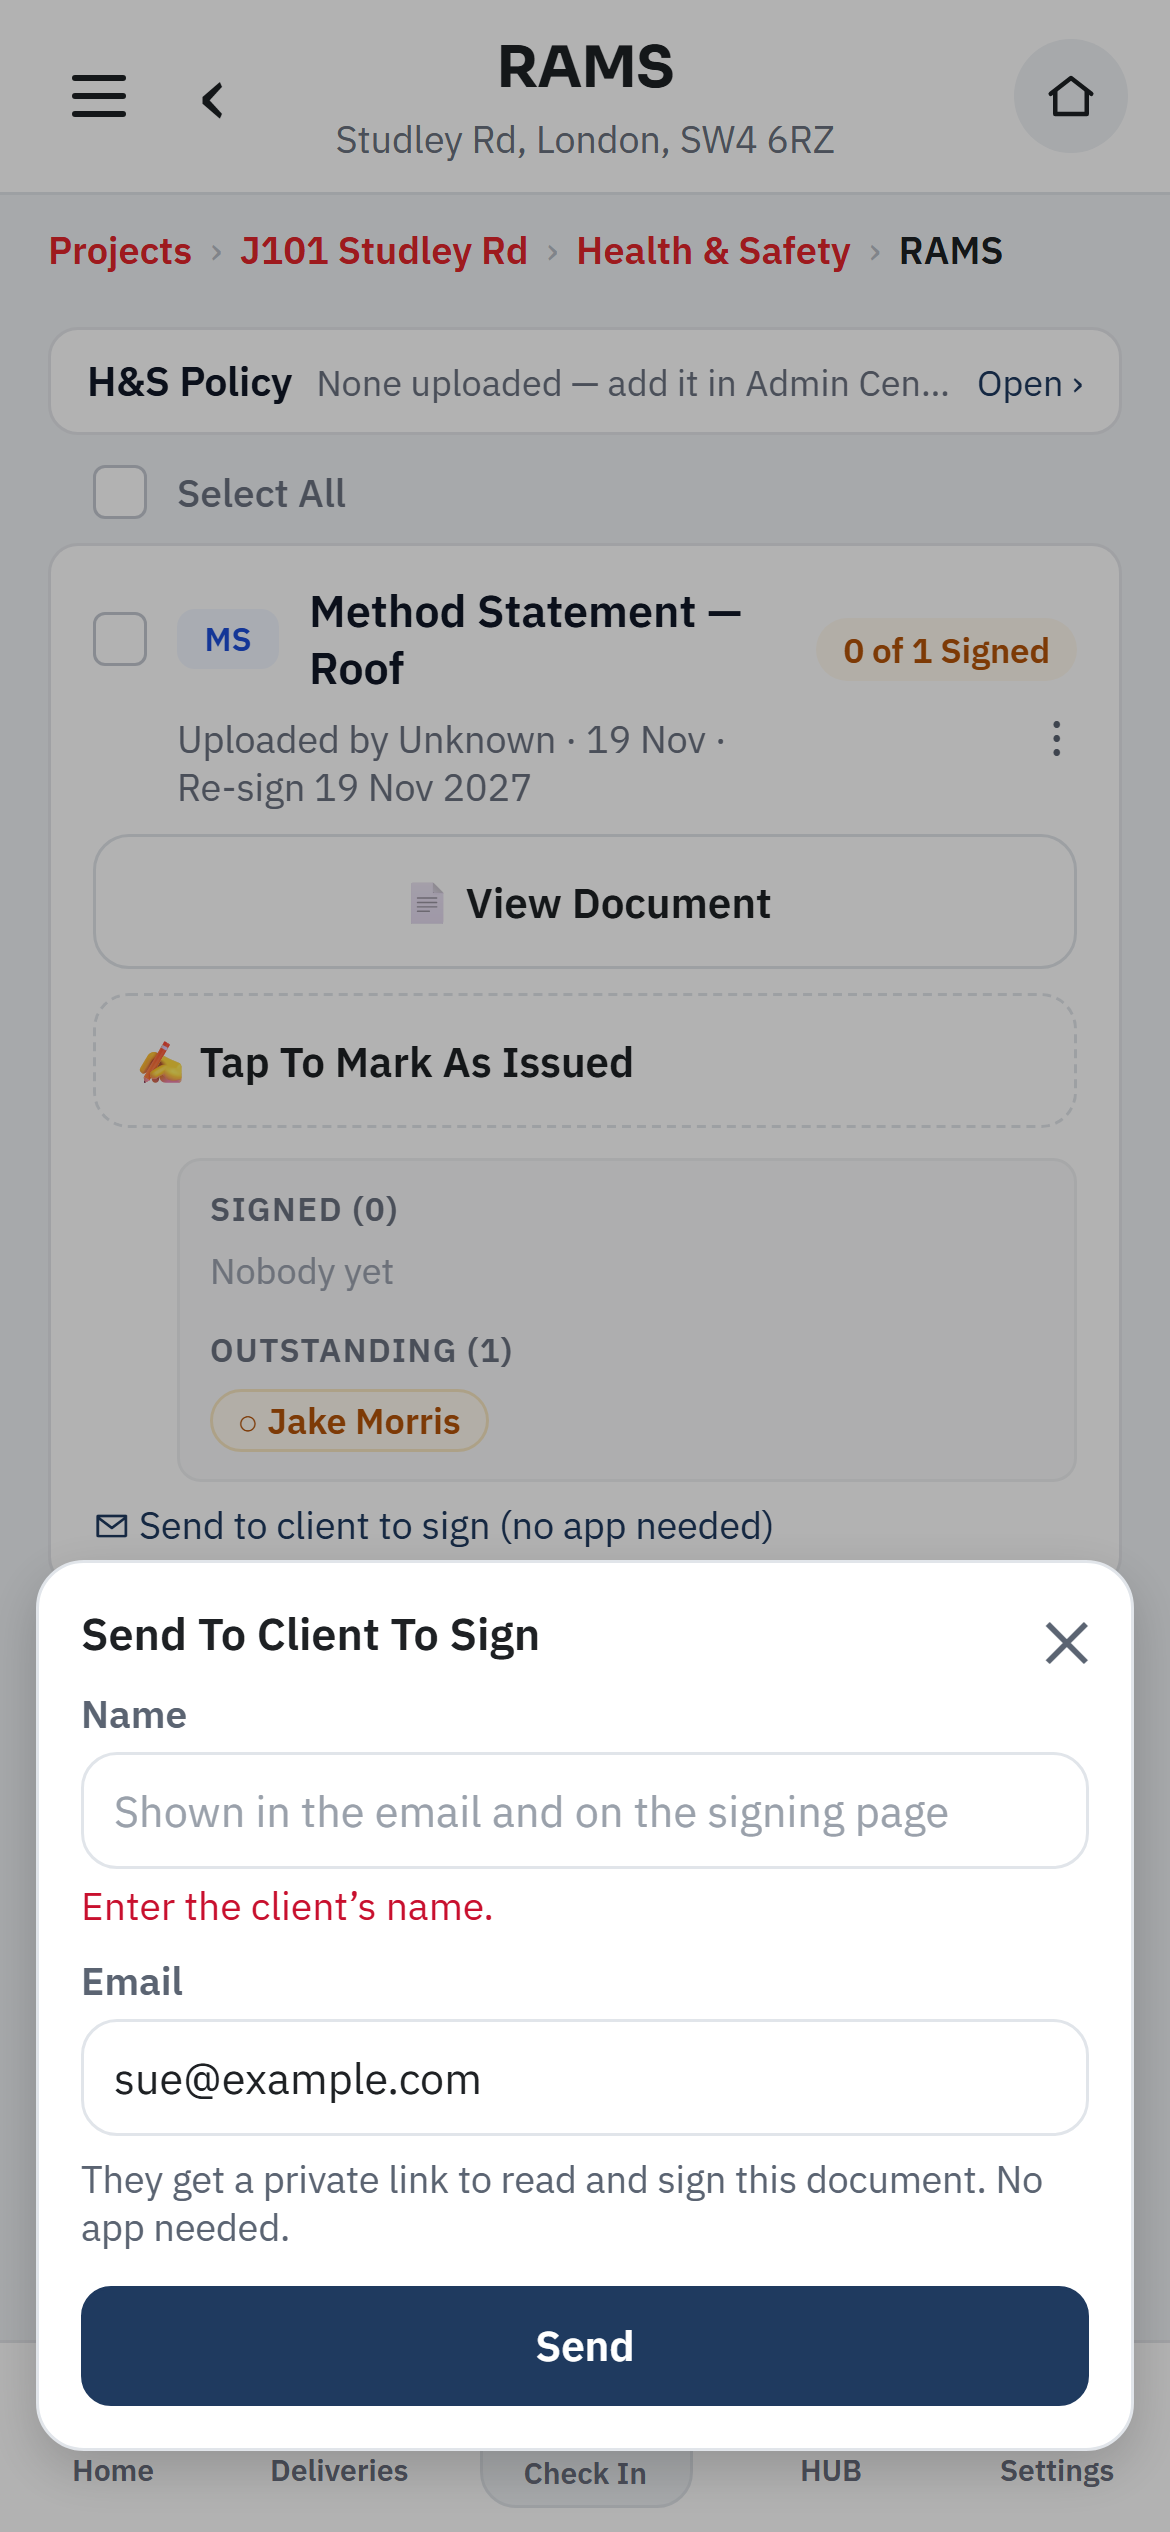 RAMS
Studley Rd, London, SW4 6RZ
Projects › J101 Studley Rd › Health & Safety › RAMS
H&S Policy None uploaded — add it in Admin Cen... Open ›
Select All
MS Method Statement — Roof 0 of 1 Signed
Uploaded by Unknown · 19 Nov ·
Re-sign 19 Nov 2027
View Document
Tap To Mark As Issued
SIGNED (0)
Nobody yet
OUTSTANDING (1)
○ Jake Morris
Send to client to sign (no app needed)
Send To Client To Sign
Name
Shown in the email and on the signing page
Enter the client’s name.
Email
sue@example.com
They get a private link to read and sign this document. No
app needed.
Send
Home Deliveries Check In HUB Settings